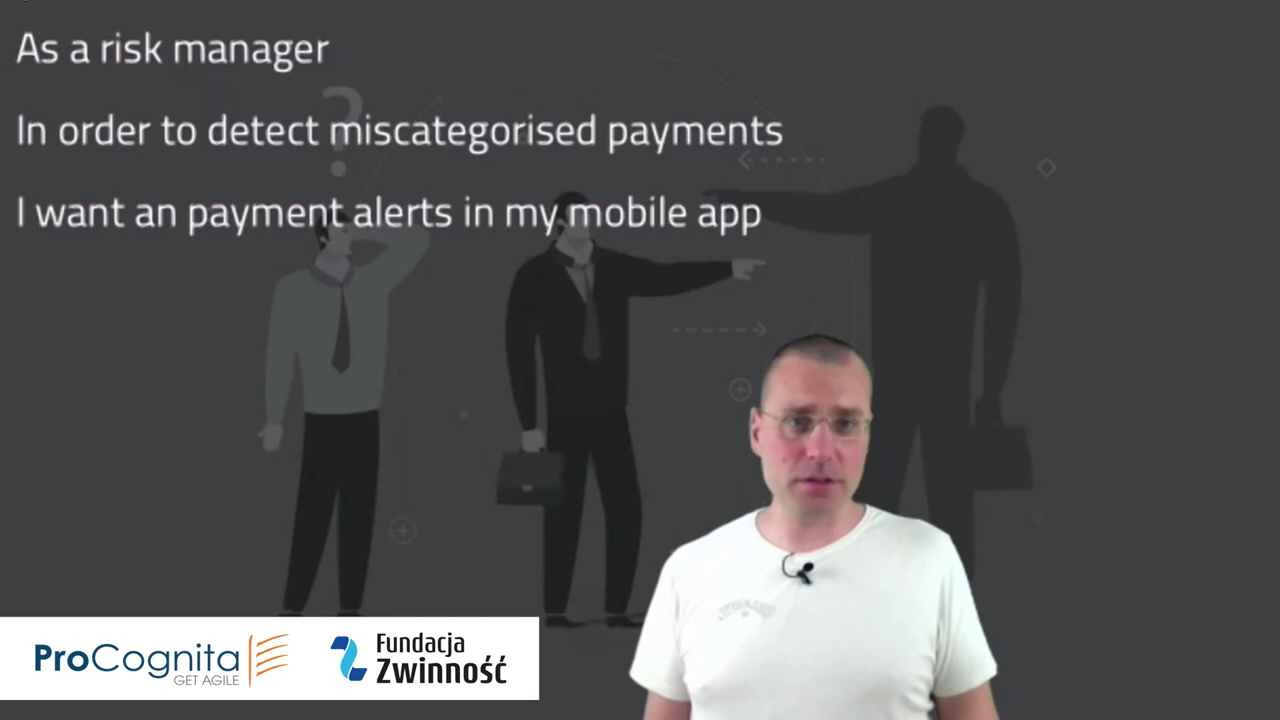 As a risk manager
In order to detect miscategorised payments
I want an payment alerts in my mobile app
?
ProCognita
GET AGILE
Fundacja
Zwinność